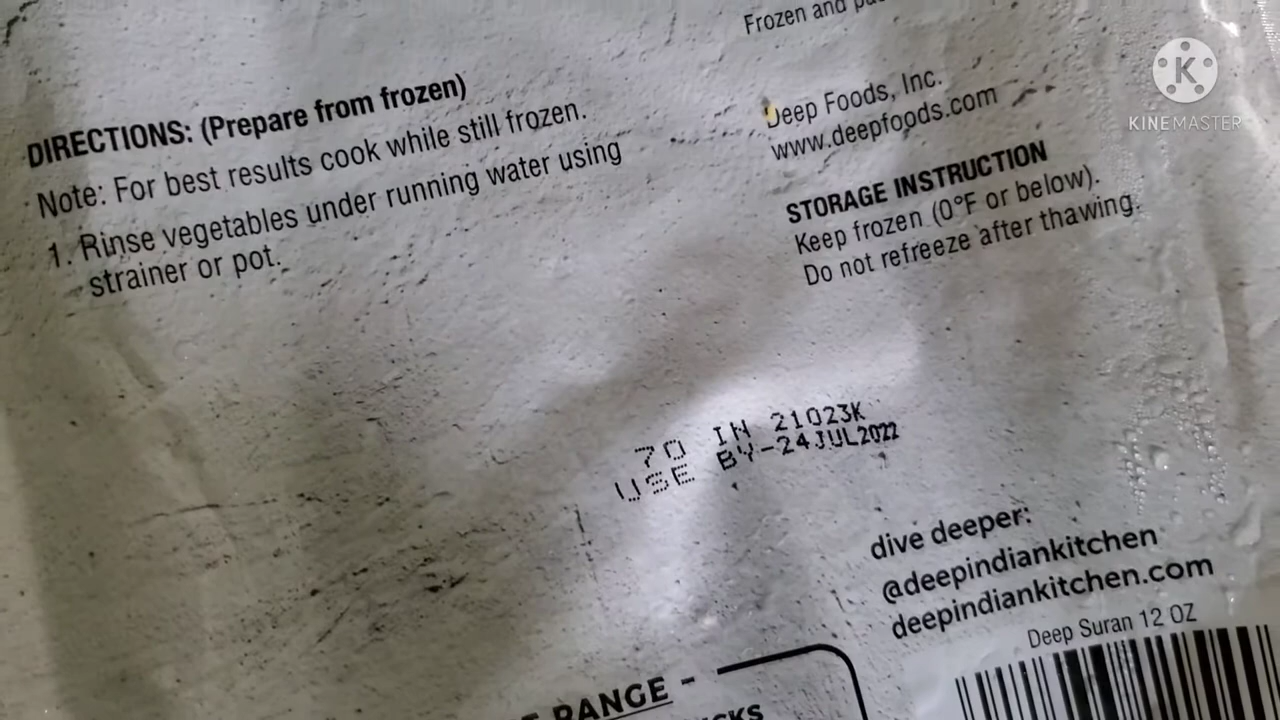 Frozen and
DIRECTIONS: (Prepare from frozen)
Note: For best results cook while still frozen.
1. Rinse vegetables under running water using
strainer or pot.
Deep Foods, Inc.
www.deepfoods.com
STORAGE INSTRUCTION
Keep frozen (0°F or below).
Do not refreeze after thawing.
70 IN 21023K
USE BY-24JUL2022
dive deeper:
@deepindiankitchen
deepindiankitchen.com
Deep Suran 12 OZ
RANGE -
K
KINEMASTER